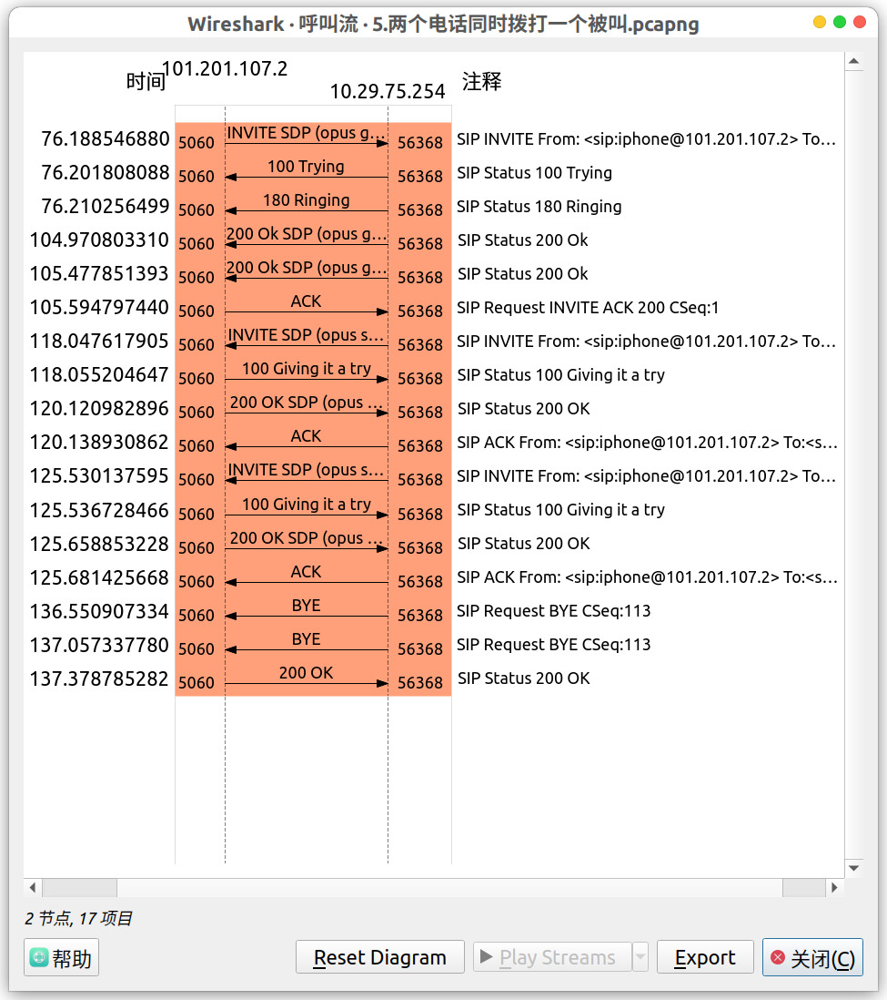 Wireshark · 呼叫流 · 5.两个电话同时拨打一个被叫.pcapng
时间 101.201.107.2 10.29.75.254 注释
76.188546880 5060 INVITE SDP (opus g… 56368 SIP INVITE From: <sip:iphone@101.201.107.2> To…
76.201808088 5060 100 Trying 56368 SIP Status 100 Trying
76.210256499 5060 180 Ringing 56368 SIP Status 180 Ringing
104.970803310 5060 200 Ok SDP (opus g… 56368 SIP Status 200 Ok
105.477851393 5060 200 Ok SDP (opus g… 56368 SIP Status 200 Ok
105.594797440 5060 ACK 56368 SIP Request INVITE ACK 200 CSeq:1
118.047617905 5060 INVITE SDP (opus s… 56368 SIP INVITE From: <sip:iphone@101.201.107.2> To…
118.055204647 5060 100 Giving it a try 56368 SIP Status 100 Giving it a try
120.120982896 5060 200 OK SDP (opus … 56368 SIP Status 200 OK
120.138930862 5060 ACK 56368 SIP ACK From: <sip:iphone@101.201.107.2> To:<s…
125.530137595 5060 INVITE SDP (opus s… 56368 SIP INVITE From: <sip:iphone@101.201.107.2> To…
125.536728466 5060 100 Giving it a try 56368 SIP Status 100 Giving it a try
125.658853228 5060 200 OK SDP (opus … 56368 SIP Status 200 OK
125.681425668 5060 ACK 56368 SIP ACK From: <sip:iphone@101.201.107.2> To:<s…
136.550907334 5060 BYE 56368 SIP Request BYE CSeq:113
137.057337780 5060 BYE 56368 SIP Request BYE CSeq:113
137.378785282 5060 200 OK 56368 SIP Status 200 OK
2 节点, 17 项目
帮助 Reset Diagram Play Streams Export 关闭(C)